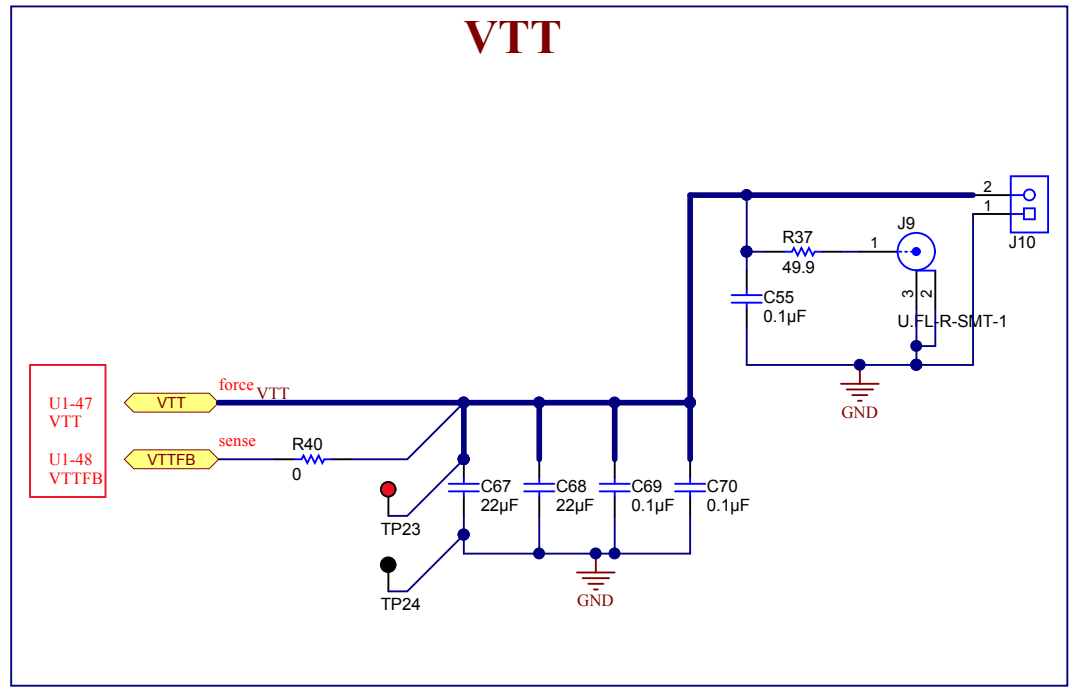 VTT
2
1
J10
J9
R37
1
49.9
C55
0.1µF
3
2
U.FL-R-SMT-1
GND
force
VTT
U1-47
VTT
VTT
sense
U1-48
VTTFB
VTTFB
R40
0
C67
22µF
C68
22µF
C69
0.1µF
C70
0.1µF
TP23
TP24
GND